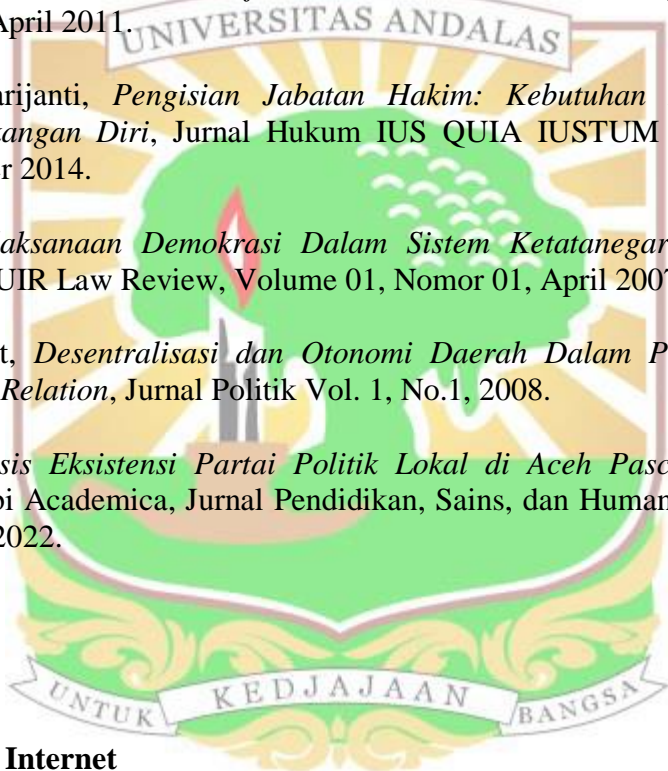 April 2011.
UNIVERSITAS ANDALAS
arijanti, Pengisian Jabatan Hakim: Kebutuhan
tangan Diri, Jurnal Hukum IUS QUIA IUSTUM
er 2014.
aksanaan Demokrasi Dalam Sistem Ketatanegar
UIR Law Review, Volume 01, Nomor 01, April 2007
t, Desentralisasi dan Otonomi Daerah Dalam P
Relation, Jurnal Politik Vol. 1, No.1, 2008.
sis Eksistensi Partai Politik Lokal di Aceh Pasc
oi Academica, Jurnal Pendidikan, Sains, dan Human
2022.
UNTUK KEDJAJAAN BANGSA
Internet